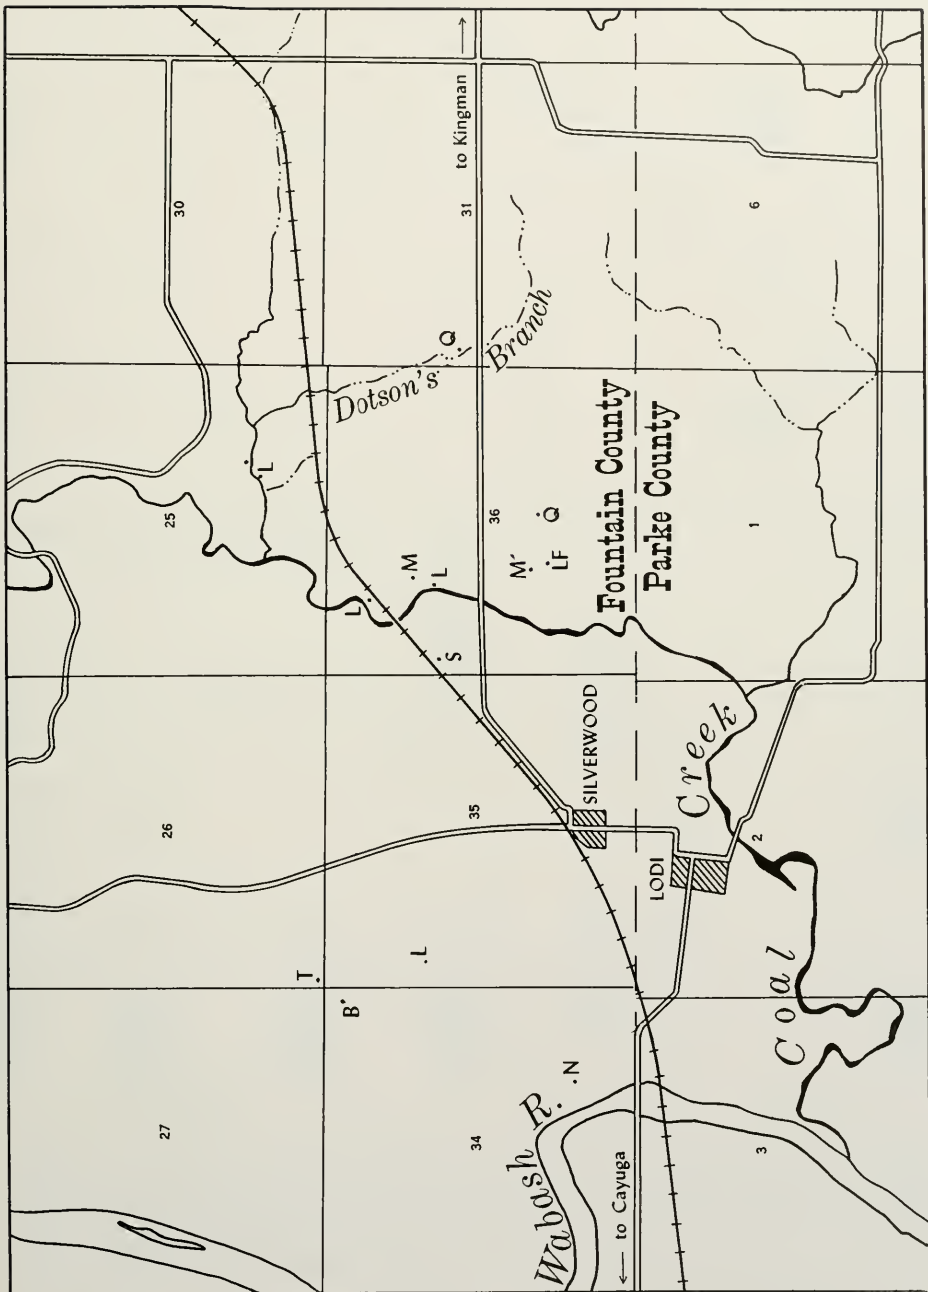 27
26
25
30
L
T
B
L
Dotson's
Branch
L
M
L
Q
S
to Kingman
34
35
36
31
M
Wabash R.
N
LF
Q
SILVERWOOD
Fountain County
Parke County
to Cayuga
LODI
Coal
Creek
3
2
1
6